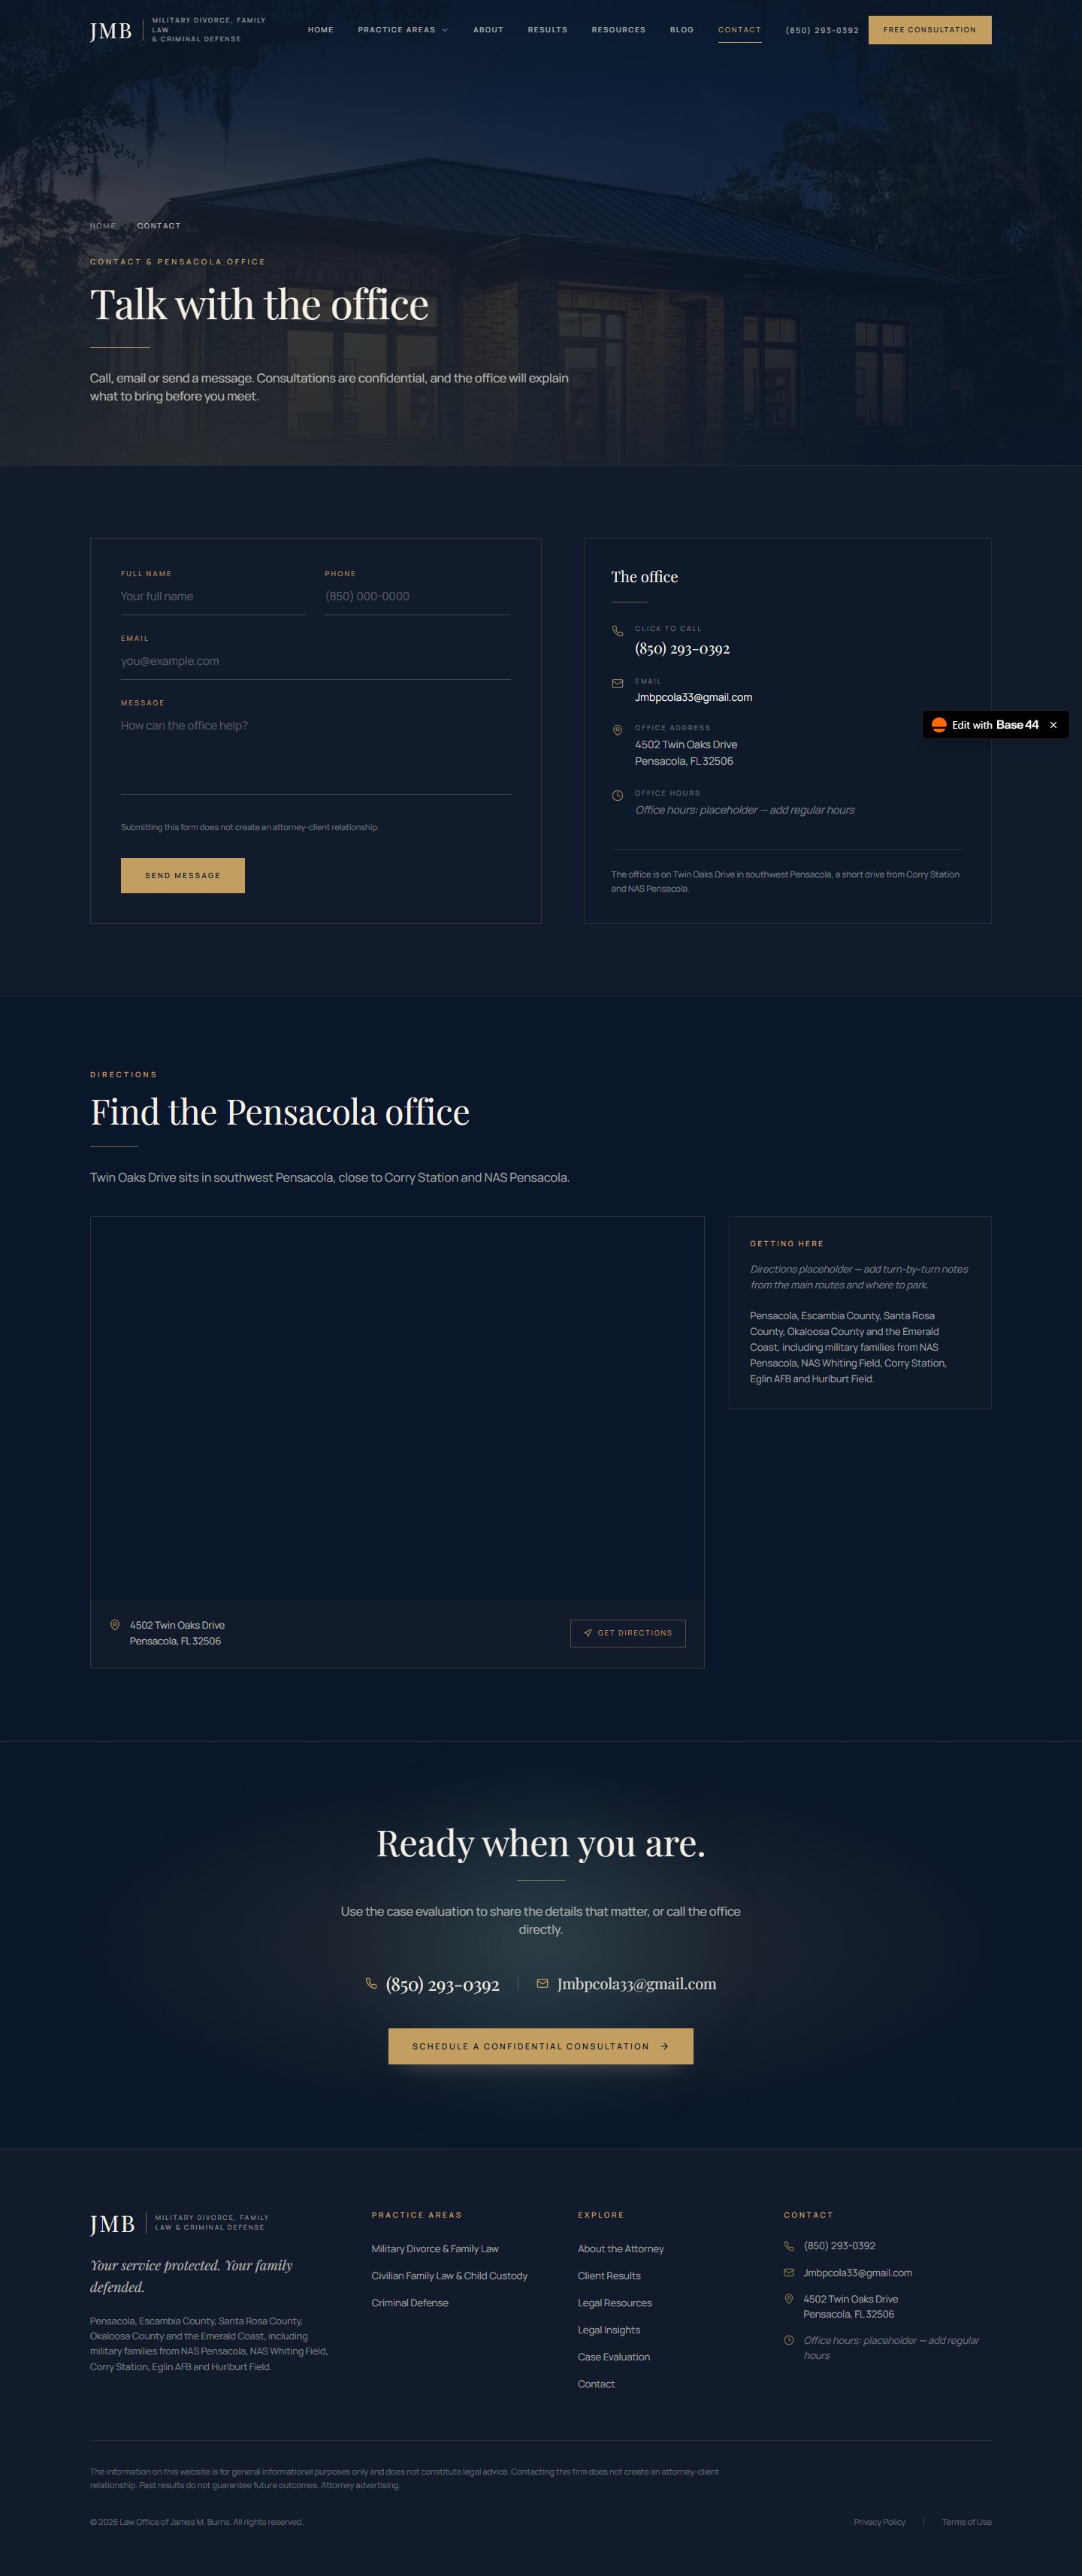 JMB
MILITARY DIVORCE, FAMILY
LAW
& CRIMINAL DEFENSE
HOME
PRACTICE AREAS
ABOUT
RESULTS
RESOURCES
BLOG
CONTACT
(850) 293-0392
FREE CONSULTATION
HOME
CONTACT
CONTACT & PENSACOLA OFFICE
Talk with the office
Call, email or send a message. Consultations are confidential, and the office will explain
what to bring before you meet.
FULL NAME
Your full name
PHONE
(850) 000-0000
EMAIL
you@example.com
MESSAGE
How can the office help?
Submitting this form does not create an attorney-client relationship.
SEND MESSAGE
The office
CLICK TO CALL
(850) 293-0392
EMAIL
Jmbpcola33@gmail.com
OFFICE ADDRESS
4502 Twin Oaks Drive
Pensacola, FL 32506
OFFICE HOURS
Office hours: placeholder — add regular hours
The office is on Twin Oaks Drive in southwest Pensacola, a short drive from Corry Station
and NAS Pensacola.
Edit with Base44
DIRECTIONS
Find the Pensacola office
Twin Oaks Drive sits in southwest Pensacola, close to Corry Station and NAS Pensacola.
4502 Twin Oaks Drive
Pensacola, FL 32506
GET DIRECTIONS
GETTING HERE
Directions placeholder — add turn-by-turn notes
from the main routes and where to park.
Pensacola, Escambia County, Santa Rosa
County, Okaloosa County and the Emerald
Coast, including military families from NAS
Pensacola, NAS Whiting Field, Corry Station,
Eglin AFB and Hurlburt Field.
Ready when you are.
Use the case evaluation to share the details that matter, or call the office
directly.
(850) 293-0392
Jmbpcola33@gmail.com
SCHEDULE A CONFIDENTIAL CONSULTATION
JMB
MILITARY DIVORCE, FAMILY
LAW & CRIMINAL DEFENSE
Your service protected. Your family
defended.
Pensacola, Escambia County, Santa Rosa County,
Okaloosa County and the Emerald Coast, including
military families from NAS Pensacola, NAS Whiting Field,
Corry Station, Eglin AFB and Hurlburt Field.
PRACTICE AREAS
Military Divorce & Family Law
Civilian Family Law & Child Custody
Criminal Defense
EXPLORE
About the Attorney
Client Results
Legal Resources
Legal Insights
Case Evaluation
Contact
CONTACT
(850) 293-0392
Jmbpcola33@gmail.com
4502 Twin Oaks Drive
Pensacola, FL 32506
Office hours: placeholder — add regular
hours
The information on this website is for general informational purposes only and does not constitute legal advice. Contacting this firm does not create an attorney-client
relationship. Past results do not guarantee future outcomes. Attorney advertising.
© 2026 Law Office of James M. Burns. All rights reserved.
Privacy Policy
Terms of Use